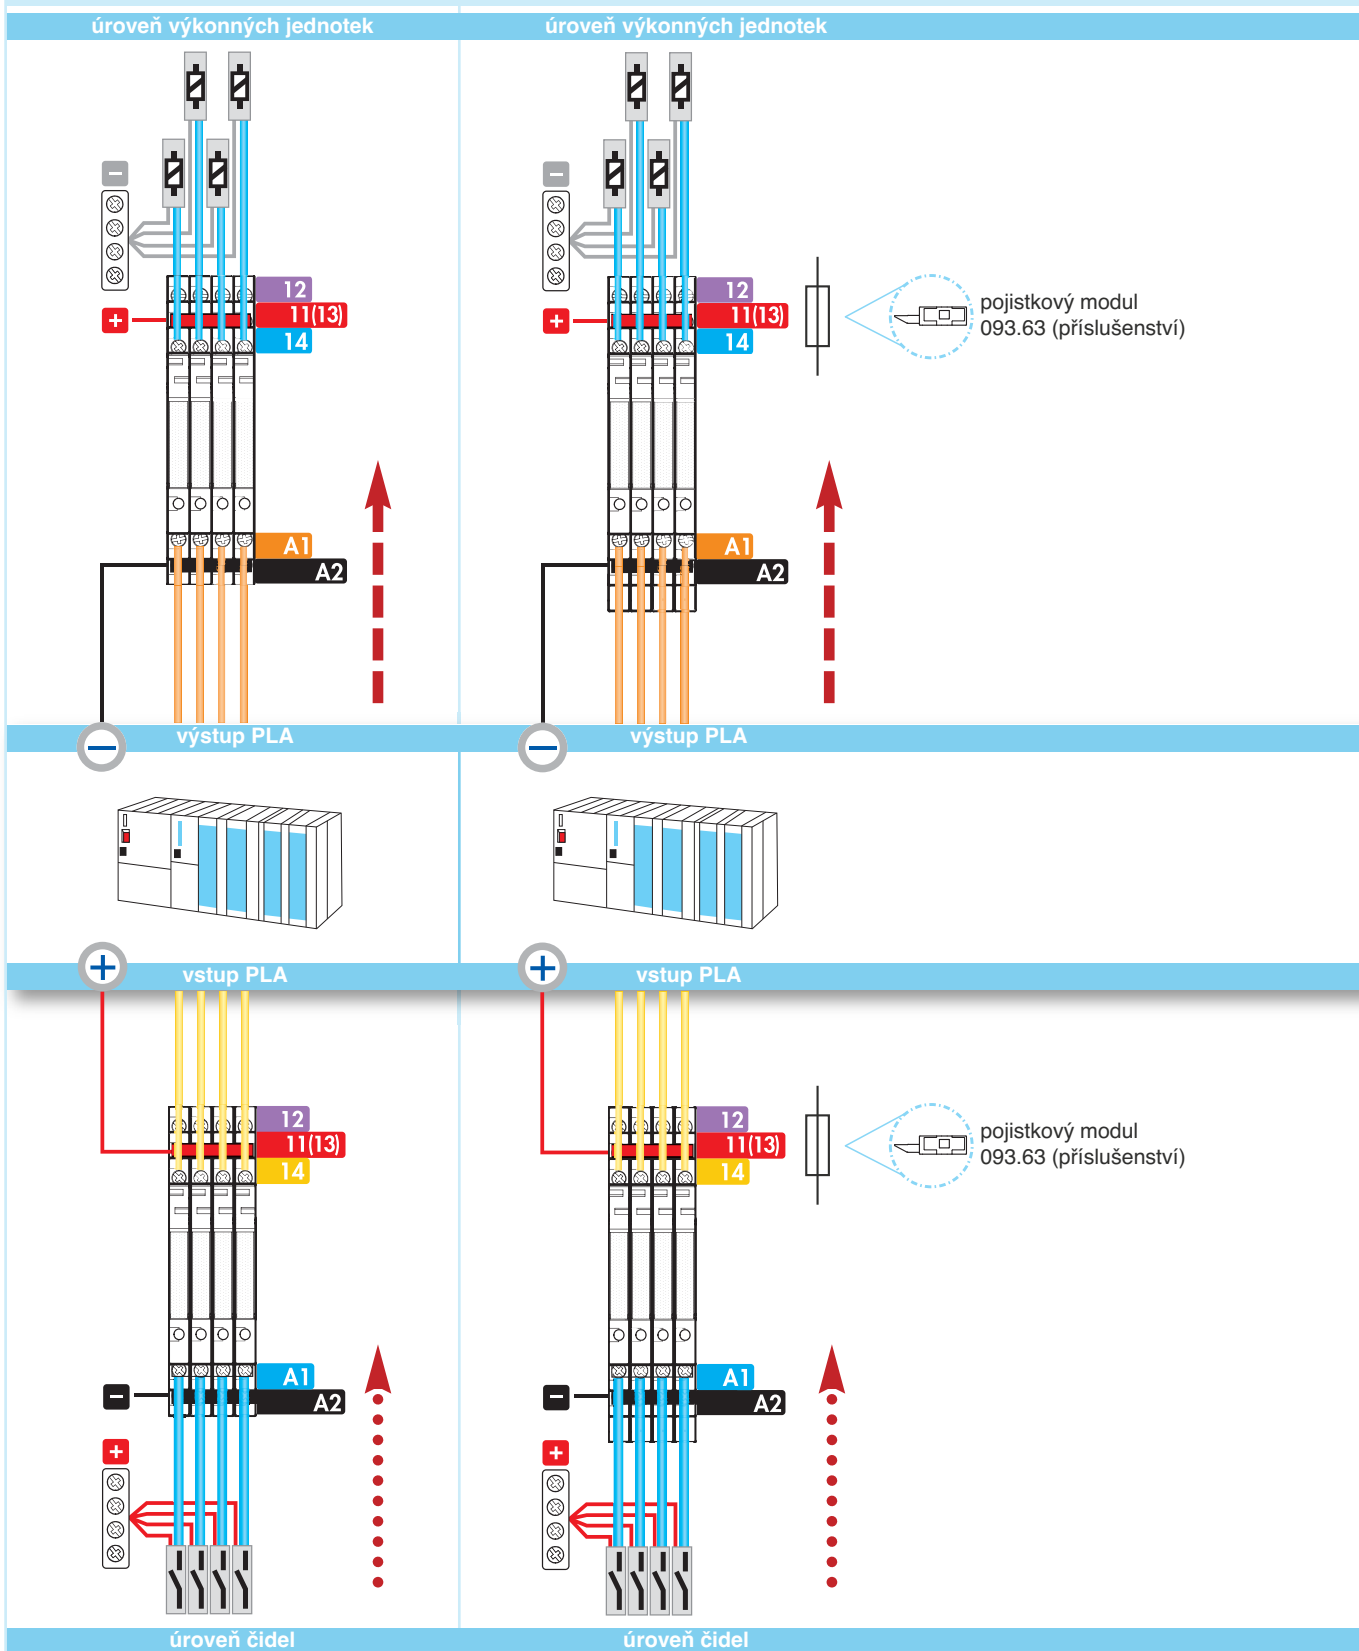 úroveň výkonných jednotek
úroveň výkonných jednotek
12
11(13)
14
A1
A2
12
11(13)
14
pojistkový modul
093.63 (příslušenství)
A1
A2
výstup PLA
výstup PLA
vstup PLA
vstup PLA
12
11(13)
14
A1
A2
12
11(13)
14
pojistkový modul
093.63 (příslušenství)
A1
A2
úroveň čidel
úroveň čidel